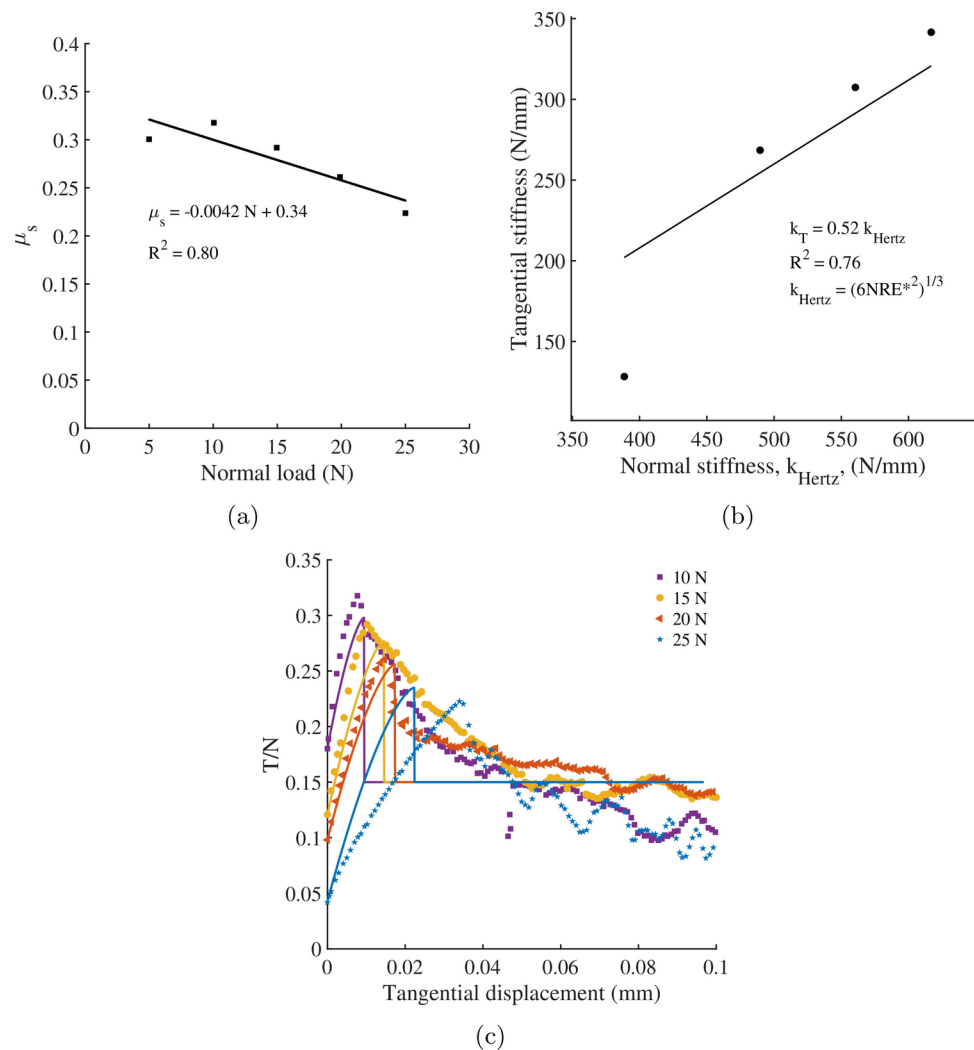 0.4
0.35
0.3
0.25
0.2
0.15
0.1
0.05
0
μs
μs = -0.0042 N + 0.34
R2 = 0.80
0 5 10 15 20 25 30
Normal load (N)
(a)
350
300
250
200
150
Tangential stiffness (N/mm)
kT = 0.52 kHertz
R2 = 0.76
kHertz = (6NRE*2)1/3
350 400 450 500 550 600
Normal stiffness, kHertz, (N/mm)
(b)
0.35
0.3
0.25
0.2
0.15
0.1
0.05
0
T/N
10 N
15 N
20 N
25 N
0 0.02 0.04 0.06 0.08 0.1
Tangential displacement (mm)
(c)